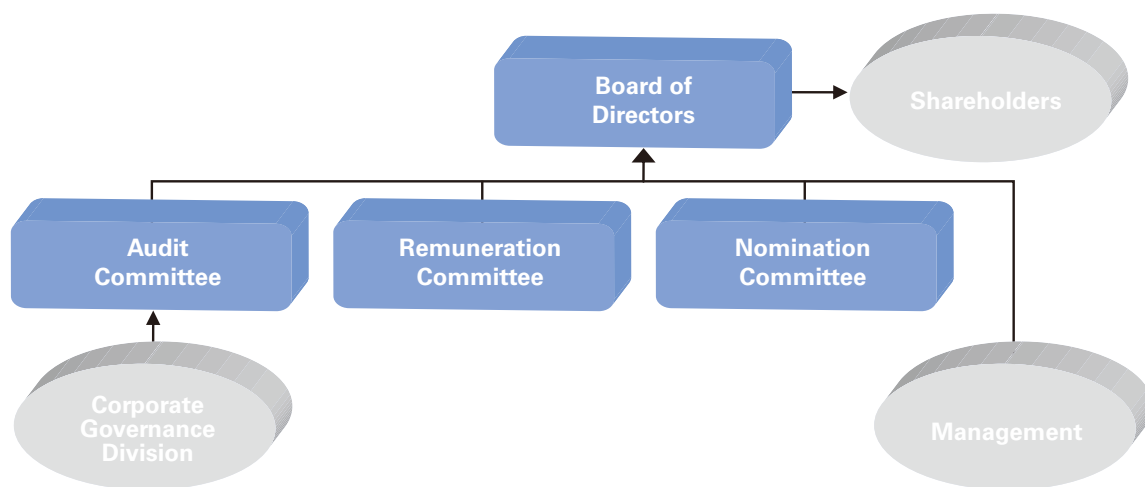 Board of
Directors
Shareholders
Audit
Committee
Remuneration
Committee
Nomination
Committee
Corporate
Governance
Division
Management